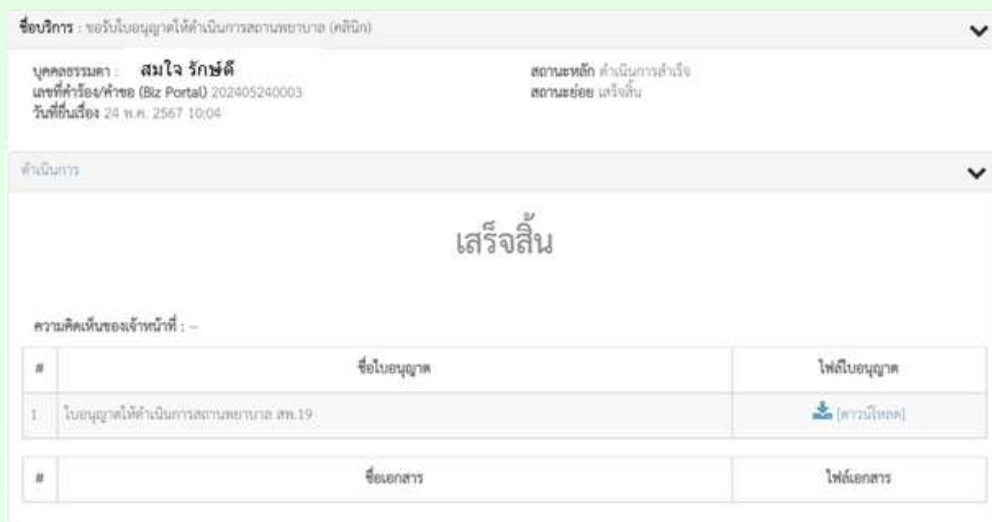 ชื่อบริการ : ขอรับใบอนุญาตให้ดำเนินการสถานพยาบาล (คลินิก)
บุคคลธรรมดา : สมใจ รักษ์ดี
เลขที่คำร้อง/คำขอ (Biz Portal) 202405240003
วันที่ยื่นเรื่อง 24 พ.ค. 2567 10:04
สถานะหลัก ดำเนินการสำเร็จ
สถานะย่อย เสร็จสิ้น
ดำเนินการ
เสร็จสิ้น
ความคิดเห็นของเจ้าหน้าที่ : --
# ชื่อใบอนุญาต ไฟล์ใบอนุญาต
1 ใบอนุญาตให้ดำเนินการสถานพยาบาล สพ.19 [ดาวน์โหลด]
# ชื่อเอกสาร ไฟล์เอกสาร